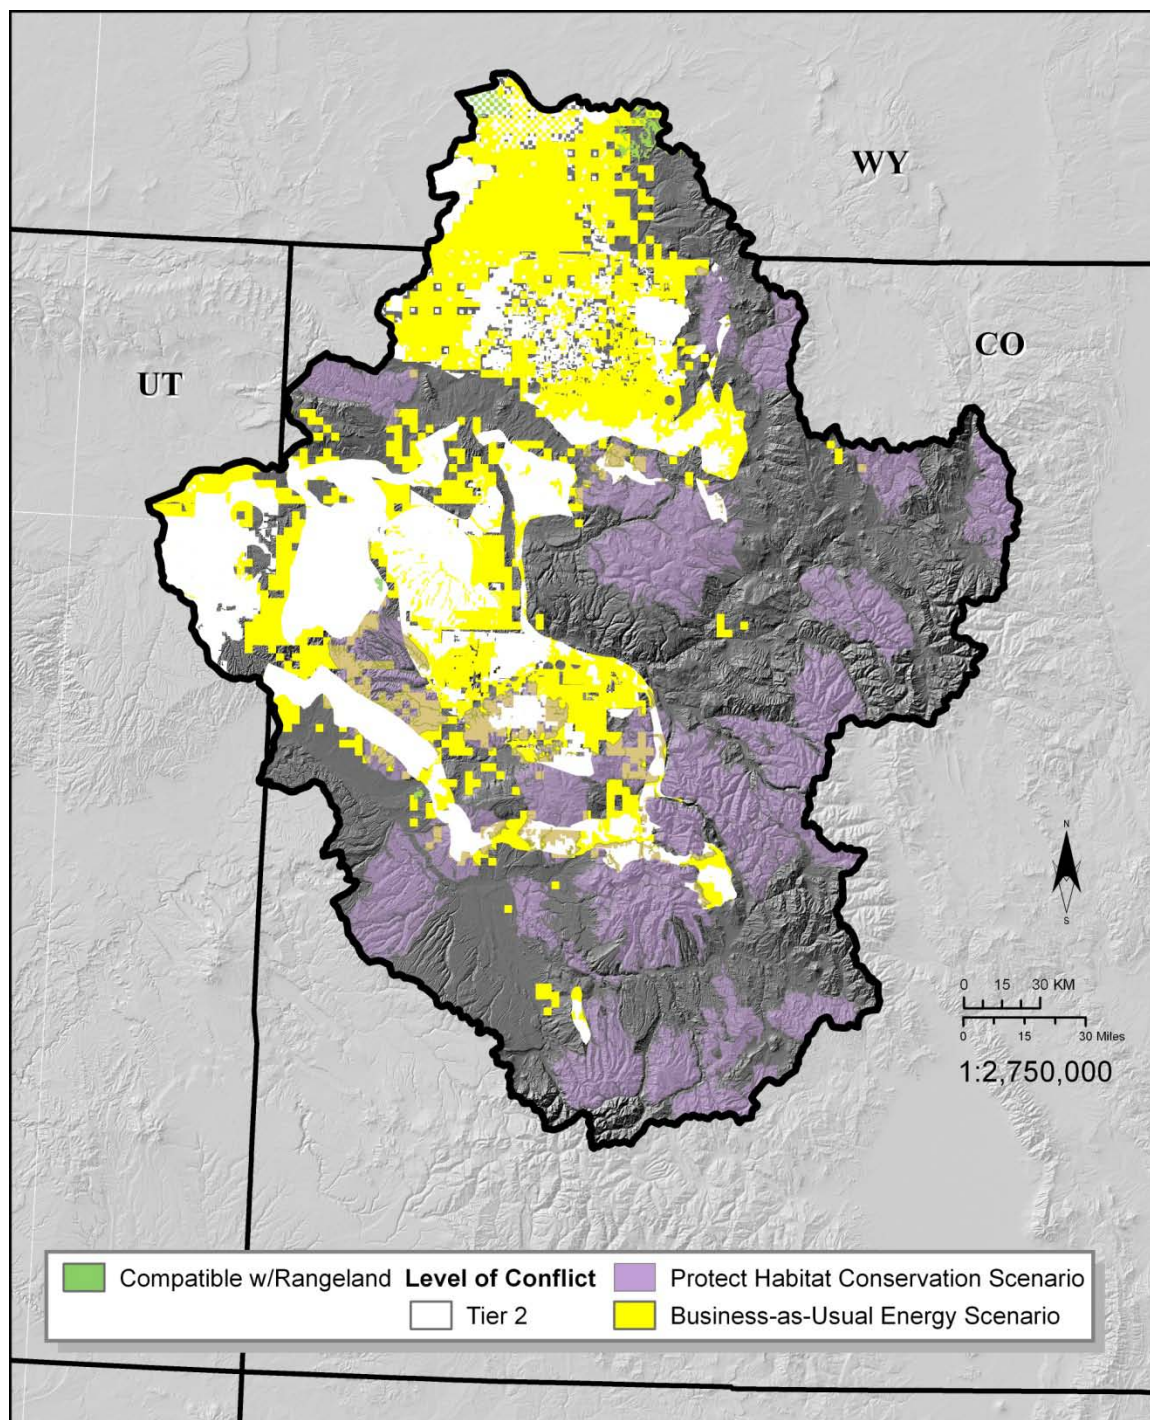 WY
CO
UT
N
S
0 15 30 KM
0 15 30 Miles
1:2,750,000
Compatible w/Rangeland Level of Conflict Protect Habitat Conservation Scenario
Tier 2 Business-as-Usual Energy Scenario